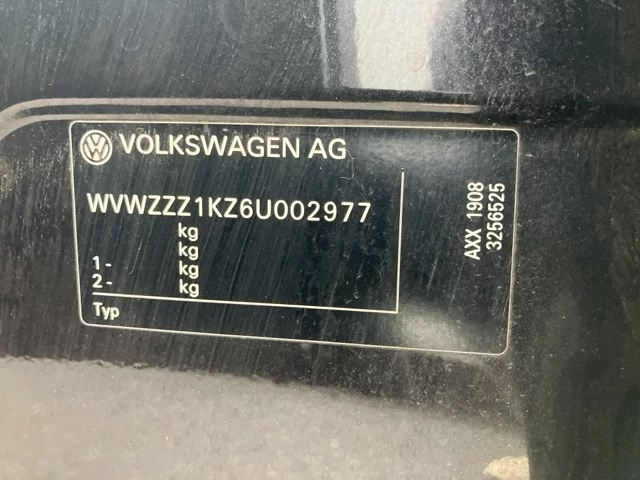 VOLKSWAGEN AG
WVWZZZ1KZ6U002977
kg
kg
1 - kg
2 - kg
Typ
AXX 1908
3256525